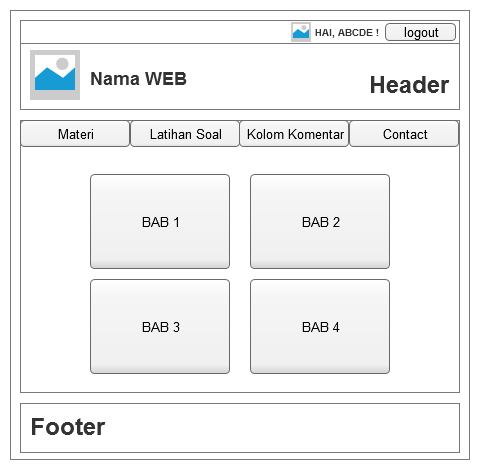 HAI, ABCDE !
logout
Nama WEB
Header
Materi
Latihan Soal
Kolom Komentar
Contact
BAB 1
BAB 2
BAB 3
BAB 4
Footer